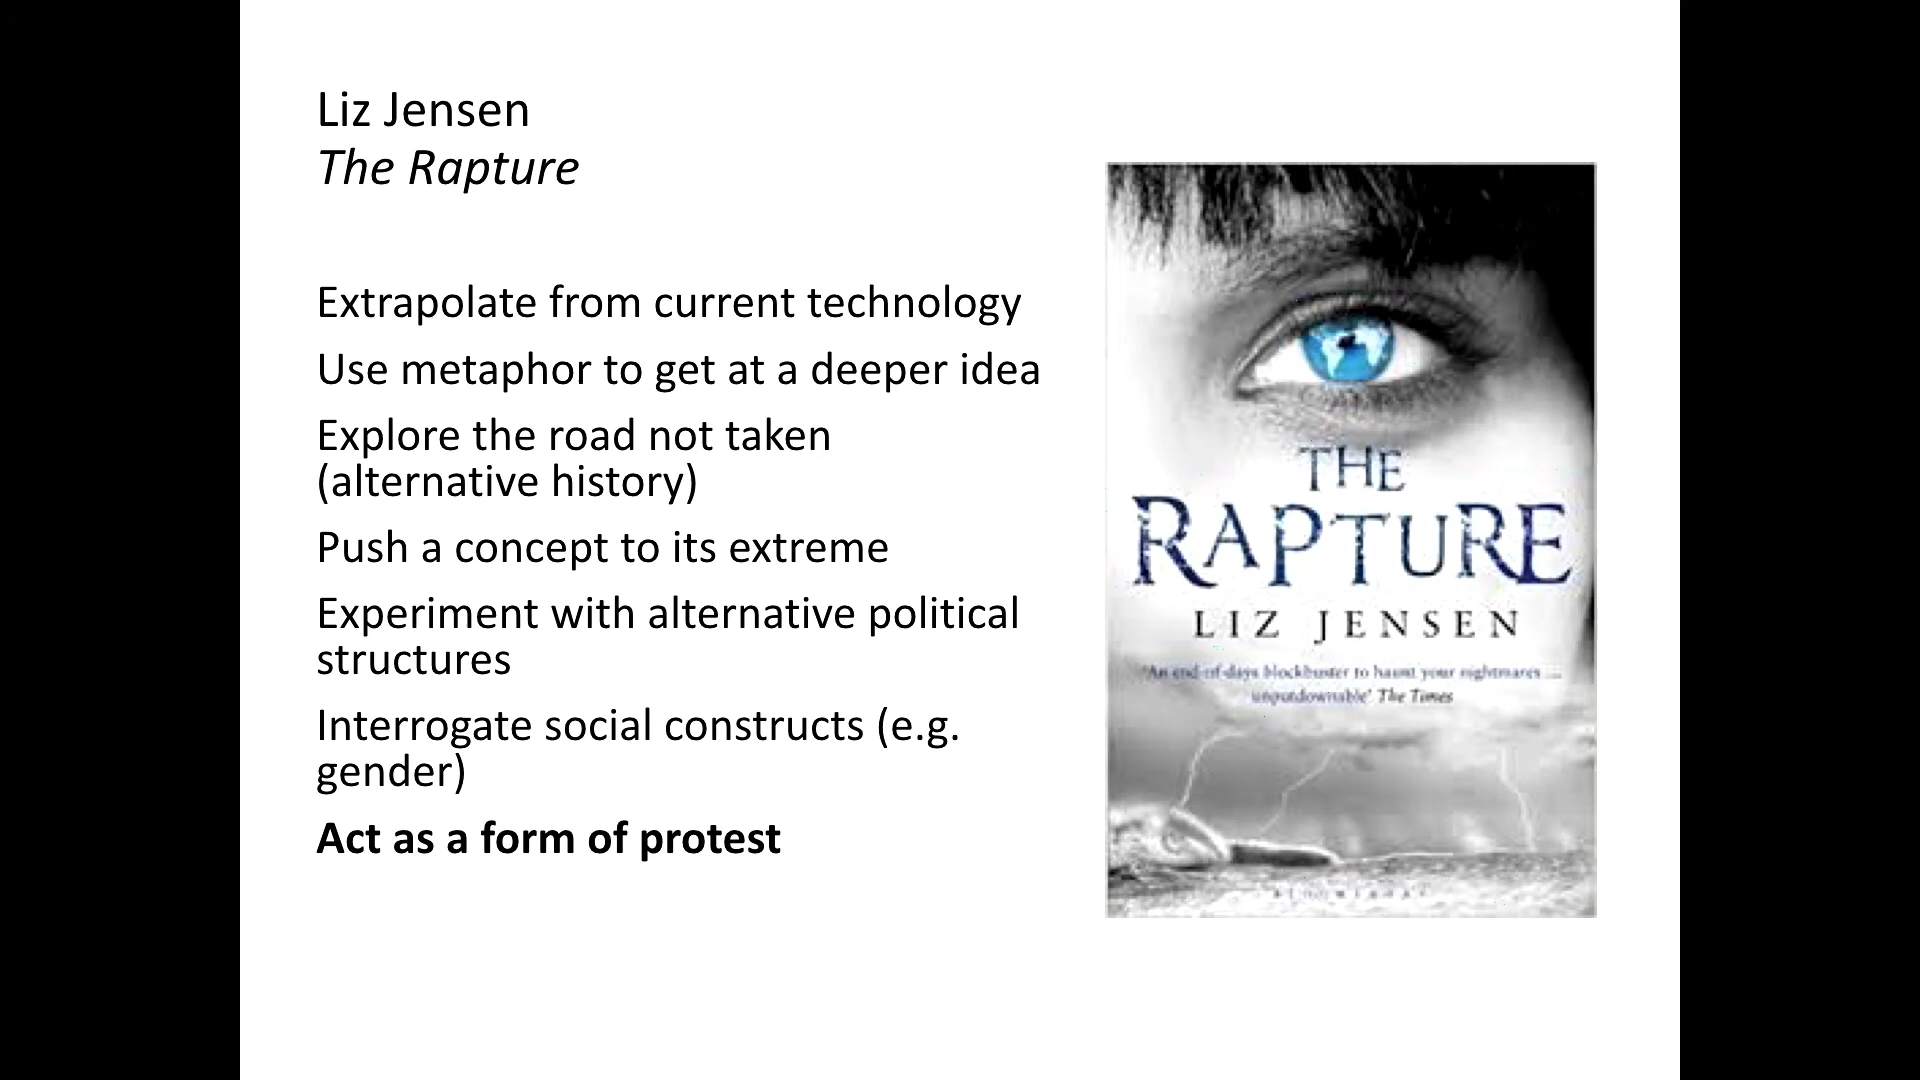 Liz Jensen
The Rapture
Extrapolate from current technology
Use metaphor to get at a deeper idea
Explore the road not taken
(alternative history)
Push a concept to its extreme
Experiment with alternative political
structures
Interrogate social constructs (e.g.
gender)
Act as a form of protest
THE
RAPTURE
LIZ JENSEN
'An end-of-days blockbuster to haunt your nightmares ...
unputdownable' The Times
BLOOMSBURY